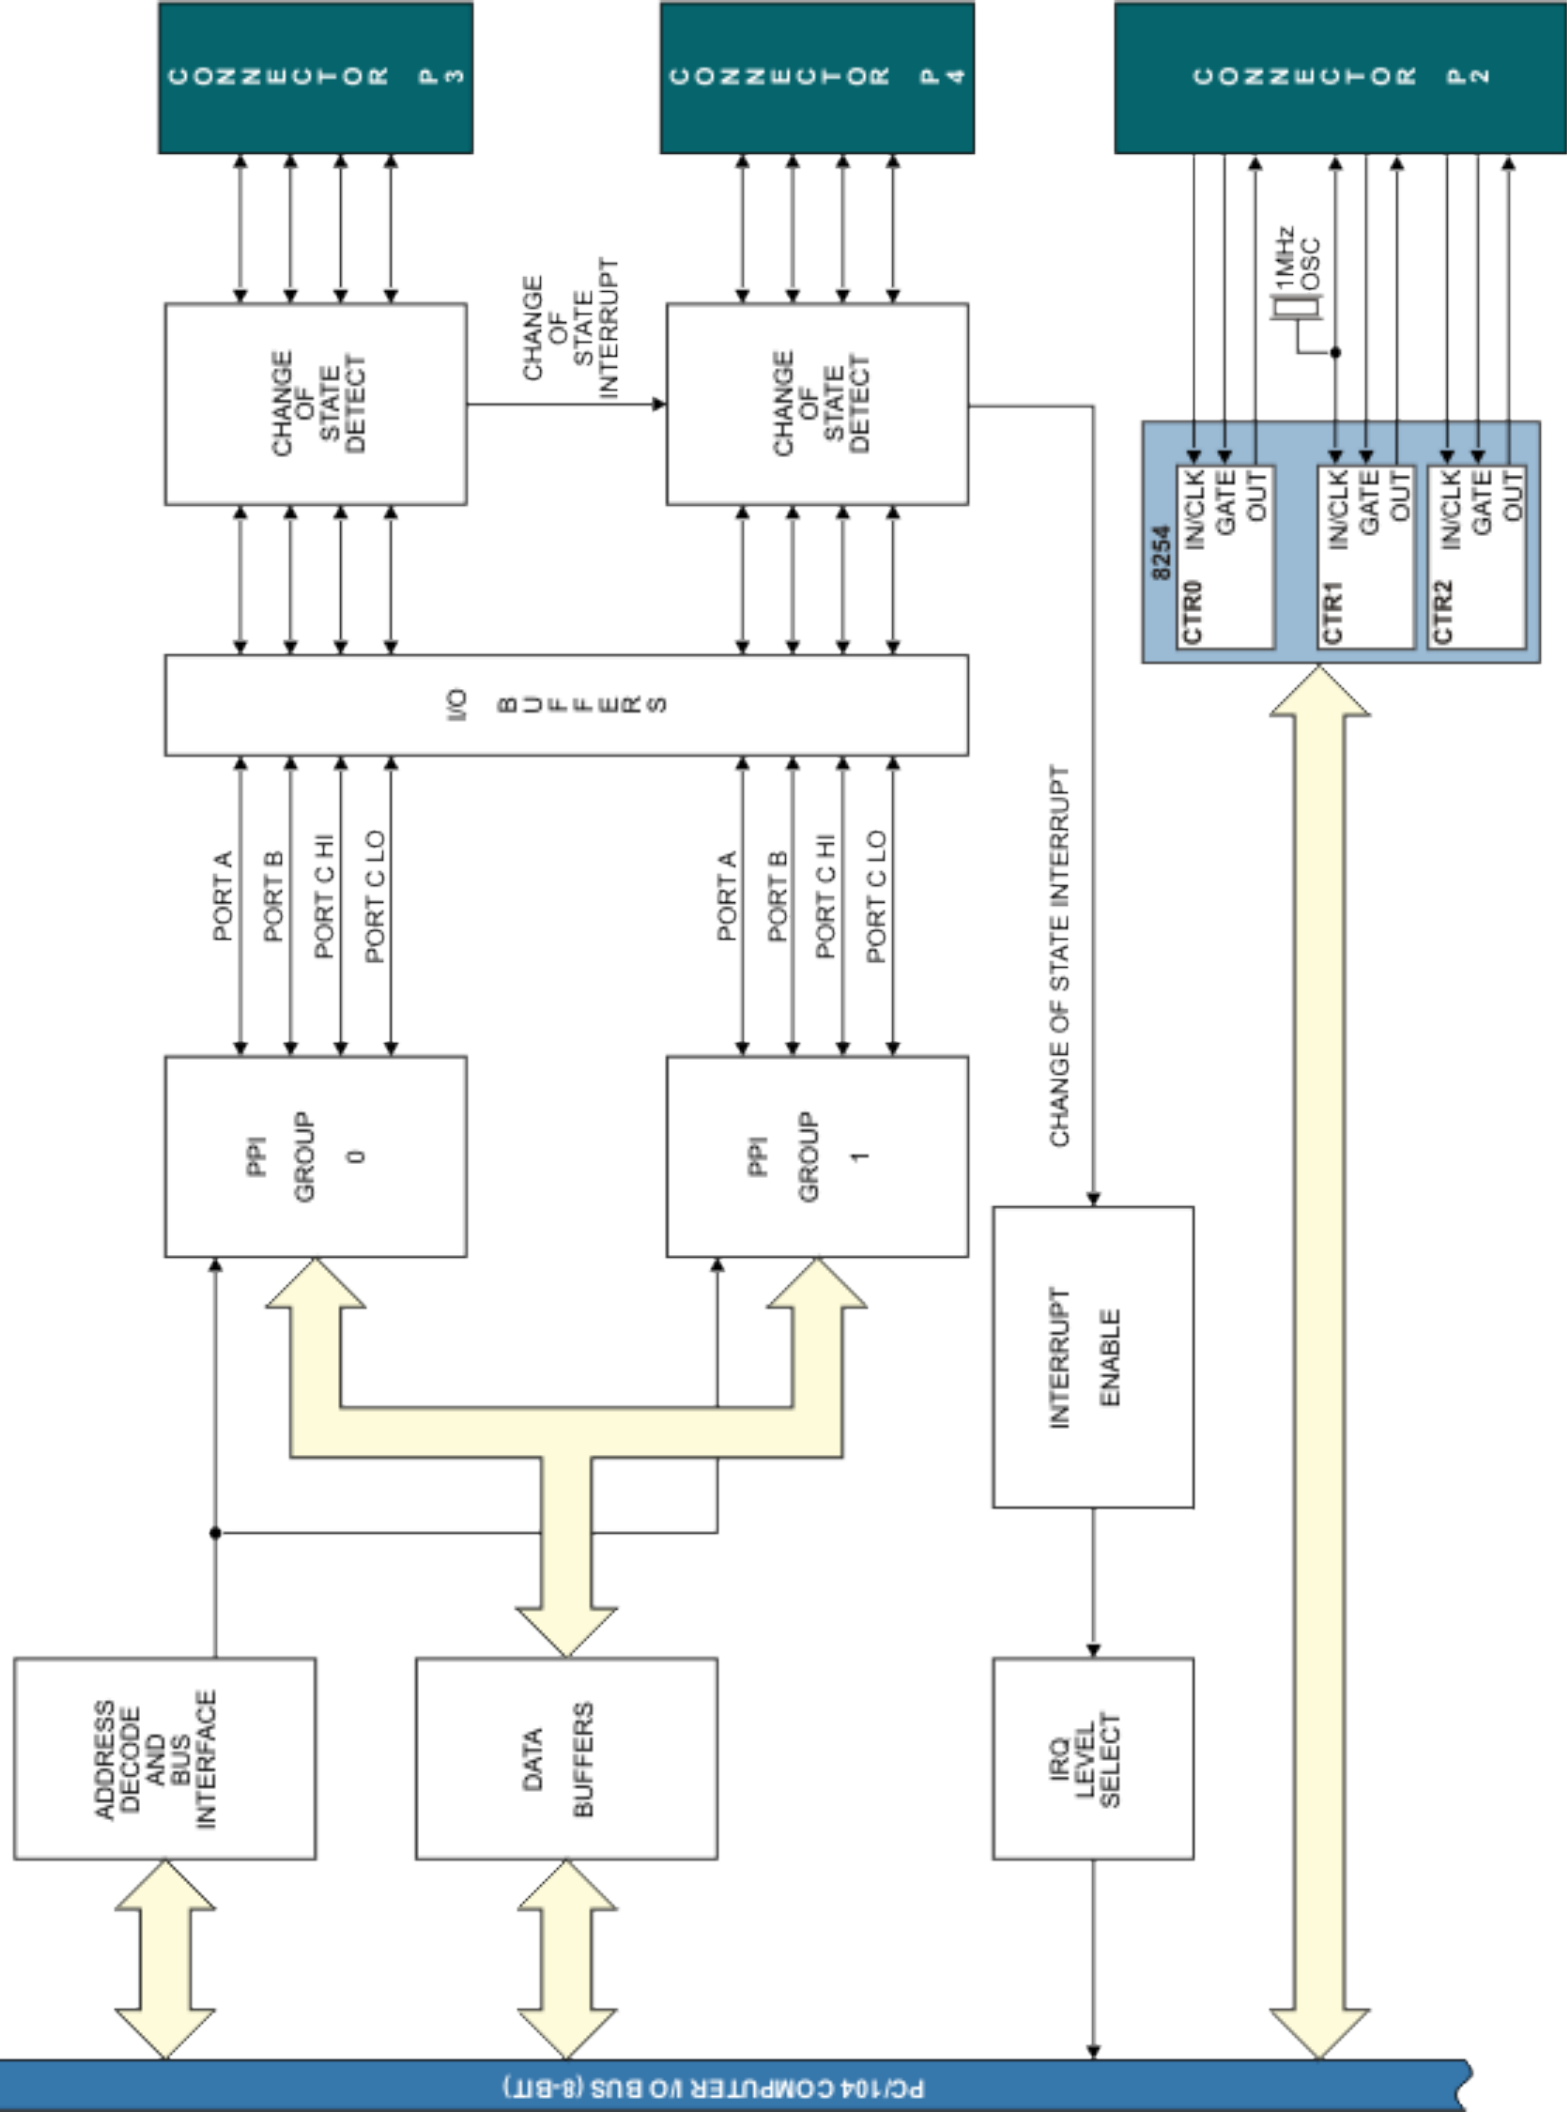 CONNECTOR P3
CONNECTOR P4
CONNECTOR P2
CHANGE
OF
STATE
DETECT
CHANGE
OF
STATE
INTERRUPT
CHANGE
OF
STATE
DETECT
1MHz
OSC
8254
CTR0 IN/CLK
GATE
OUT
CTR1 IN/CLK
GATE
OUT
CTR2 IN/CLK
GATE
OUT
I/O BUFFERS
PORT A
PORT B
PORT C HI
PORT C LO
PORT A
PORT B
PORT C HI
PORT C LO
CHANGE OF STATE INTERRUPT
PPI
GROUP
0
PPI
GROUP
1
INTERRUPT
ENABLE
ADDRESS
DECODE
AND
BUS
INTERFACE
DATA
BUFFERS
IRQ
LEVEL
SELECT
PC/104 COMPUTER I/O BUS (8-BIT)